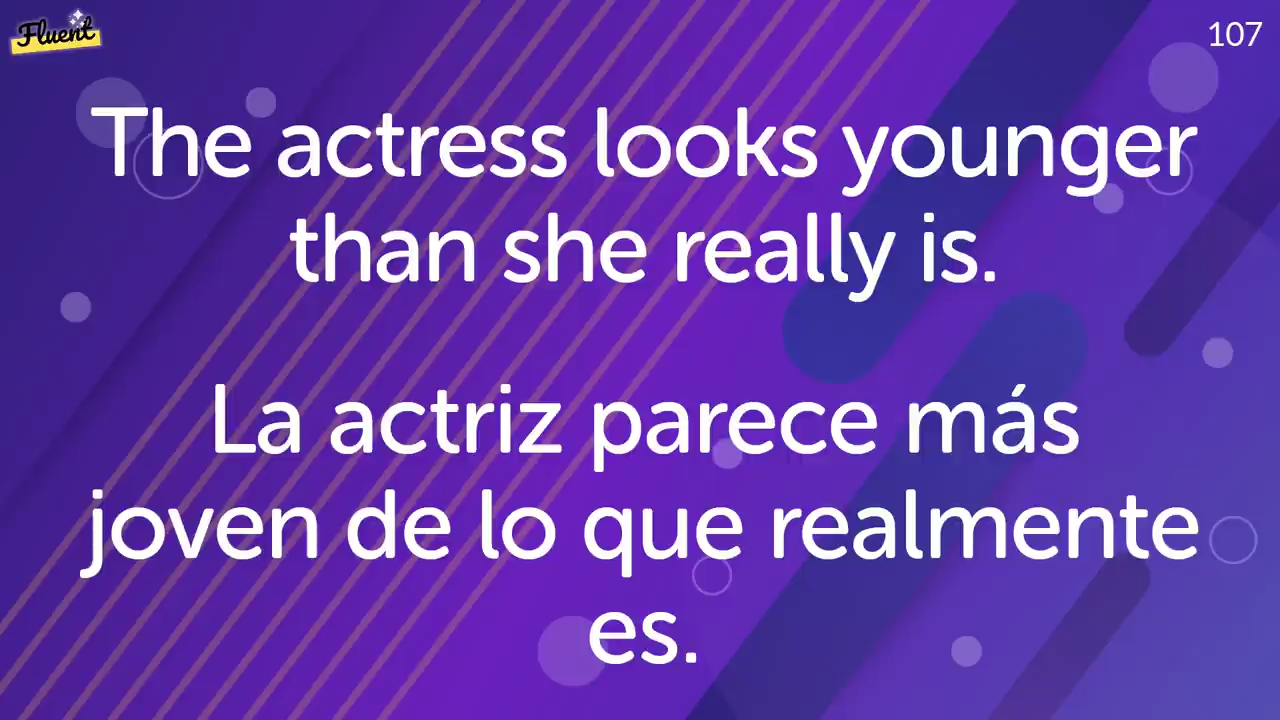 Fluent
107
The actress looks younger
than she really is.
La actriz parece más
joven de lo que realmente
es.